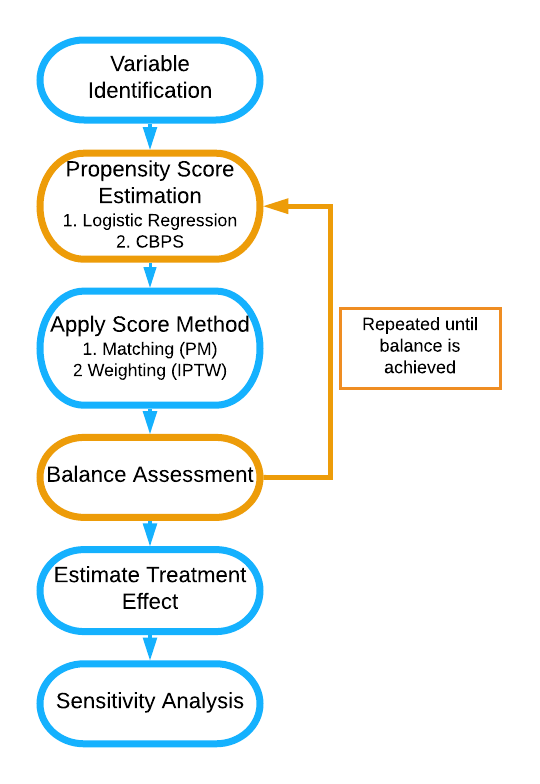 Variable
Identification
Propensity Score
Estimation
1. Logistic Regression
2. CBPS
Apply Score Method
1. Matching (PM)
2 Weighting (IPTW)
Repeated until
balance is
achieved
Balance Assessment
Estimate Treatment
Effect
Sensitivity Analysis